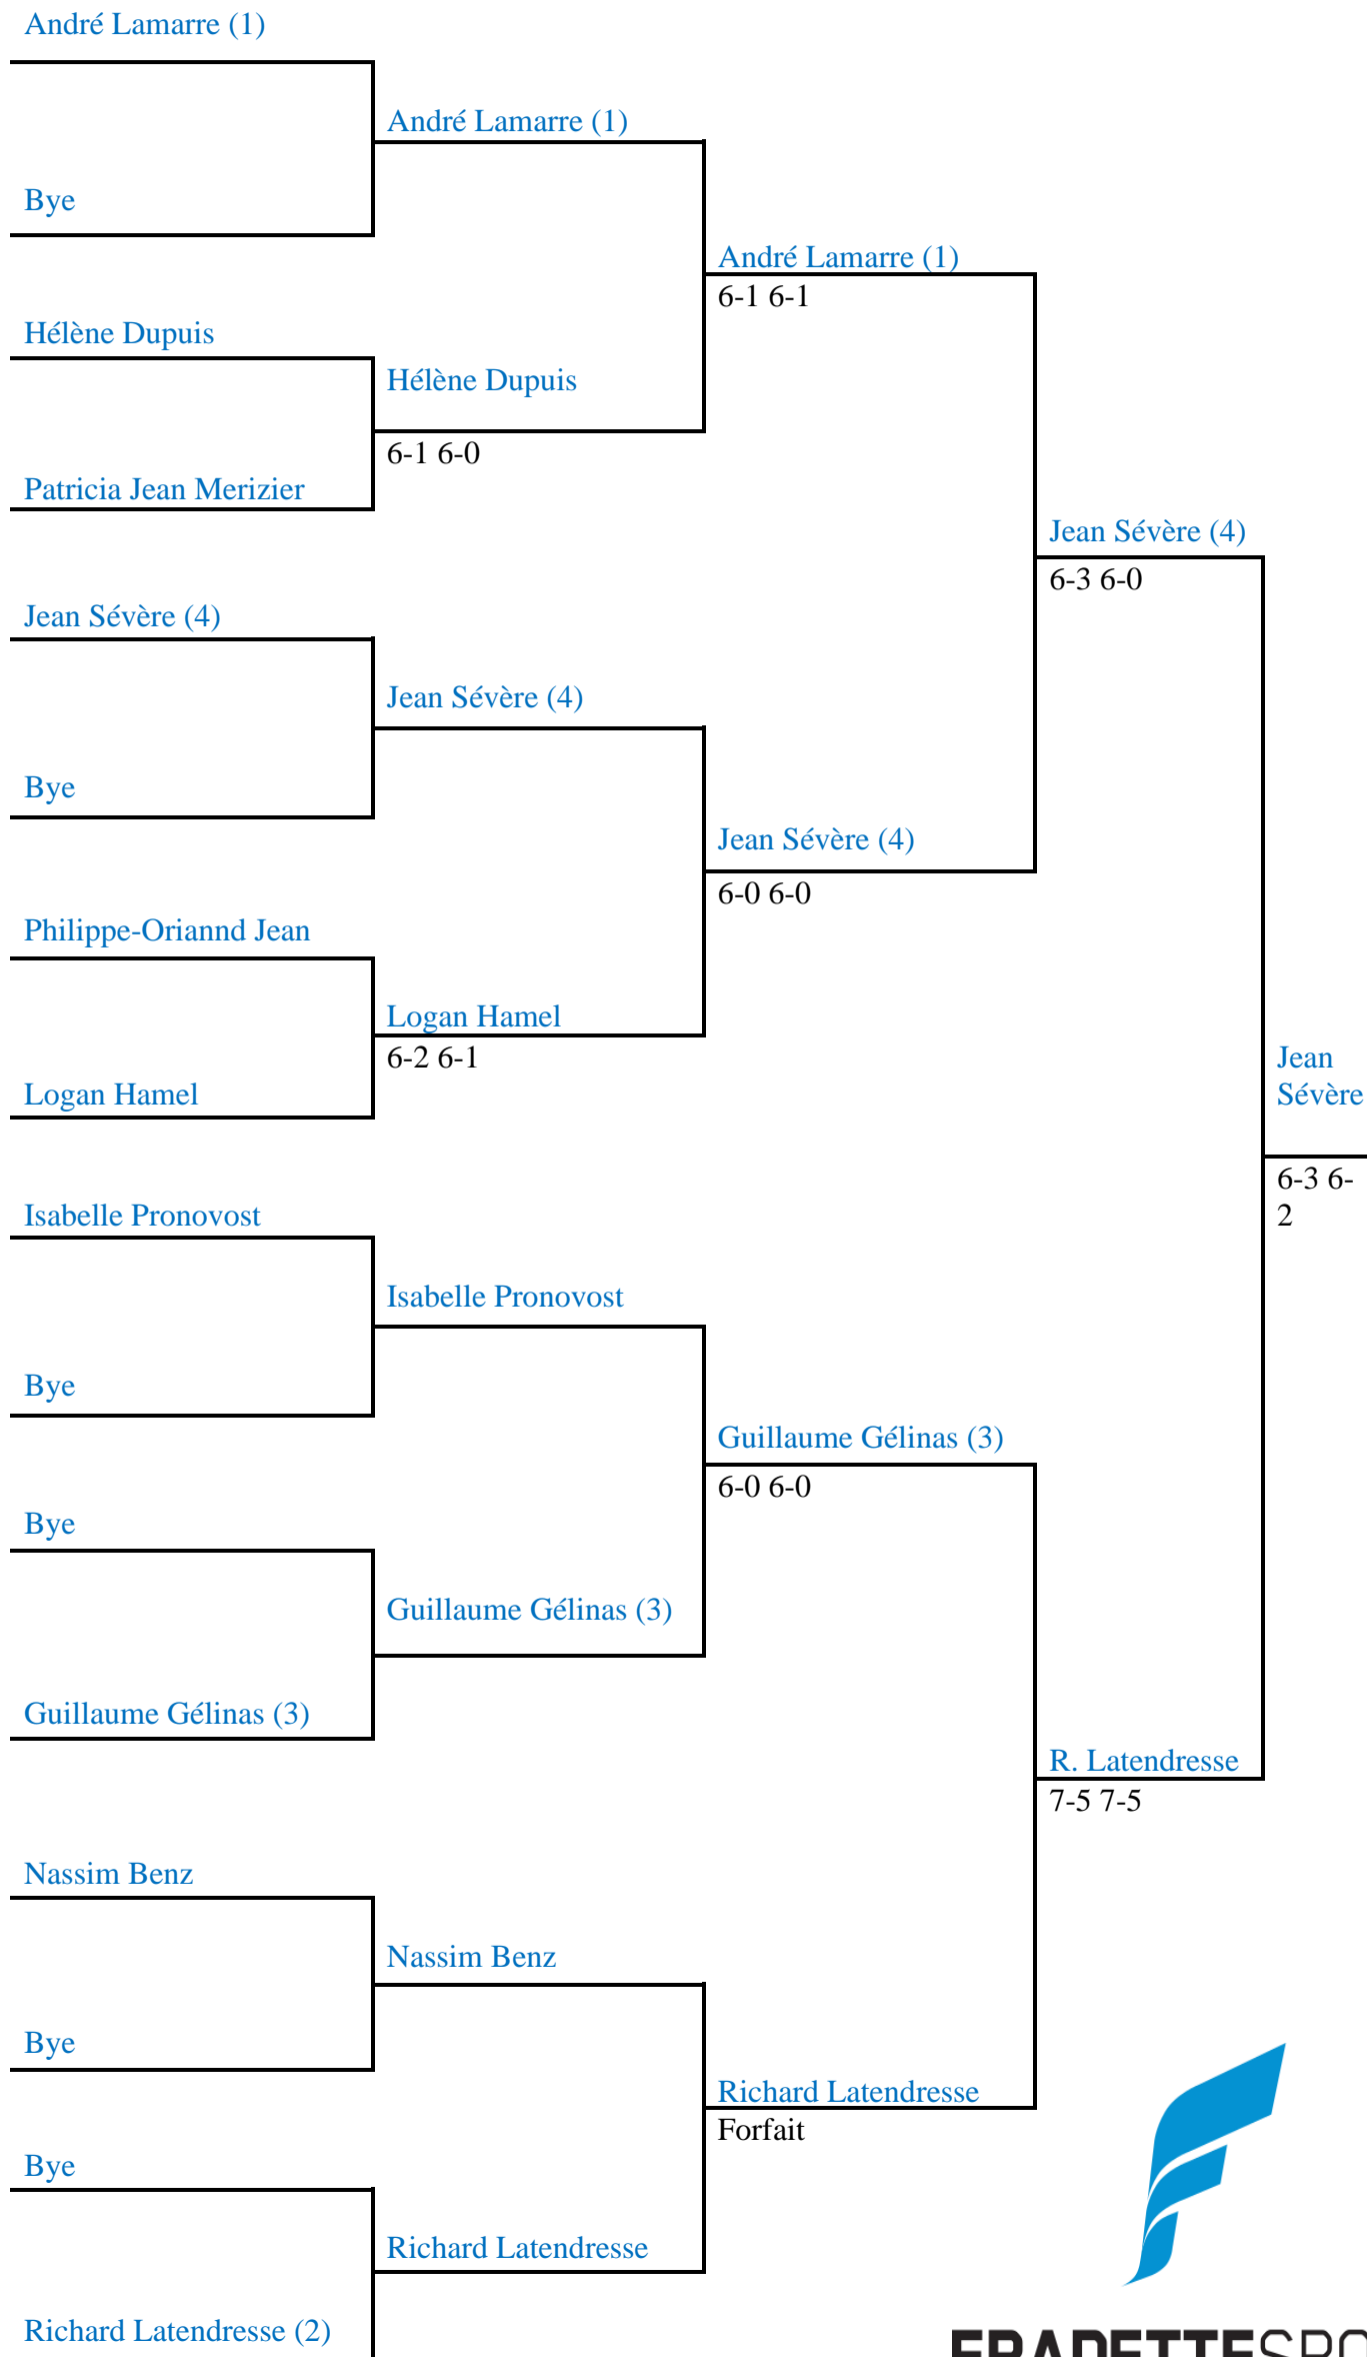 André Lamarre (1)
André Lamarre (1)
Bye
André Lamarre (1)
6-1 6-1
Hélène Dupuis
Hélène Dupuis
6-1 6-0
Patricia Jean Merizier
Jean Sévère (4)
6-3 6-0
Jean Sévère (4)
Jean Sévère (4)
Bye
Jean Sévère (4)
6-0 6-0
Philippe-Oriannd Jean
Logan Hamel
6-2 6-1
Logan Hamel
Jean
Sévère
6-3 6-
2
Isabelle Pronovost
Isabelle Pronovost
Bye
Guillaume Gélinas (3)
6-0 6-0
Bye
Guillaume Gélinas (3)
Guillaume Gélinas (3)
R. Latendresse
7-5 7-5
Nassim Benz
Nassim Benz
Bye
Richard Latendresse
Forfait
Bye
Richard Latendresse
Richard Latendresse (2)